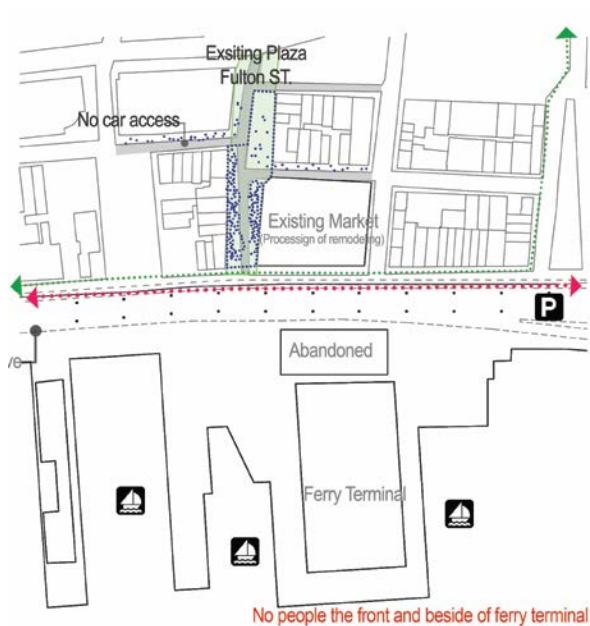 Exsiting Plaza
Fulton ST.
No car access
Existing Market
(Processign of remodeling)
P
Abandoned
ve
Ferry Terminal
No people the front and beside of ferry terminal